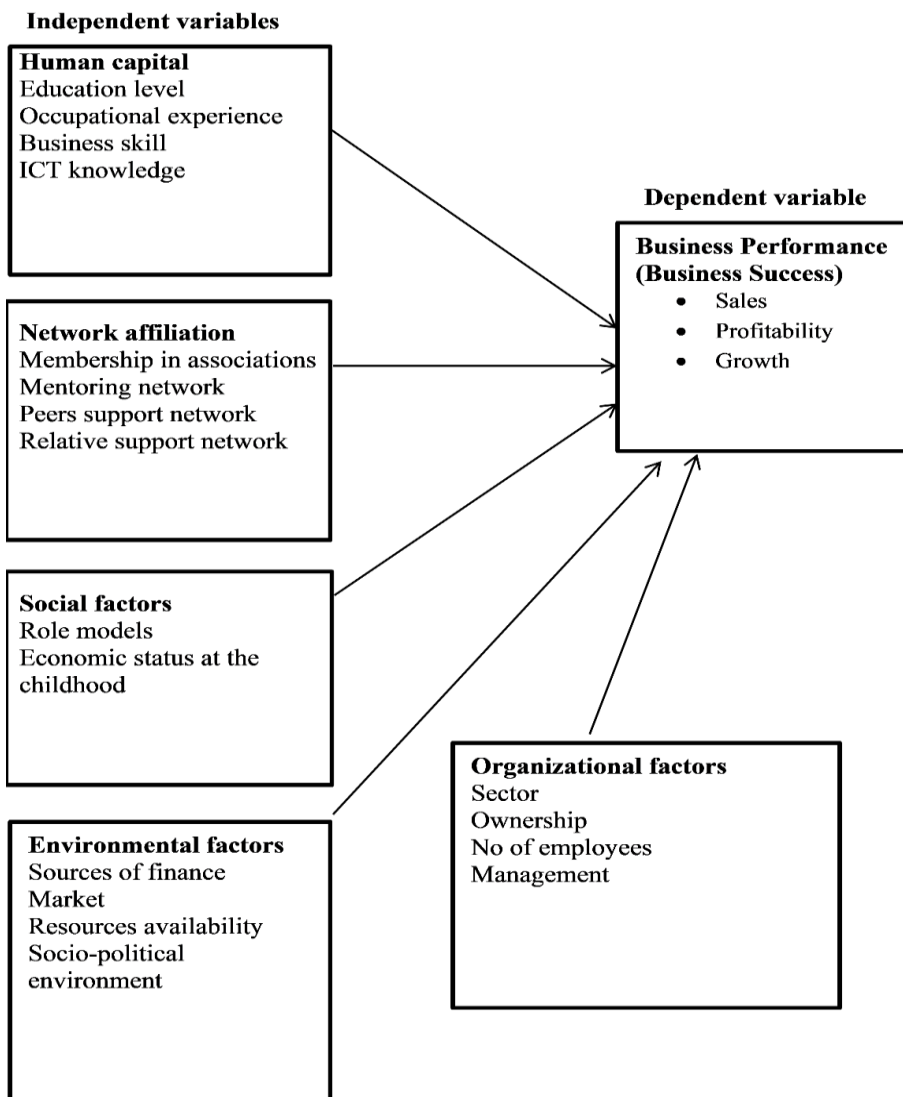 Independent variables
Human capital
Education level
Occupational experience
Business skill
ICT knowledge
Dependent variable
Business Performance
(Business Success)
• Sales
• Profitability
• Growth
Network affiliation
Membership in associations
Mentoring network
Peers support network
Relative support network
Social factors
Role models
Economic status at the
childhood
Organizational factors
Sector
Ownership
No of employees
Management
Environmental factors
Sources of finance
Market
Resources availability
Socio-political
environment